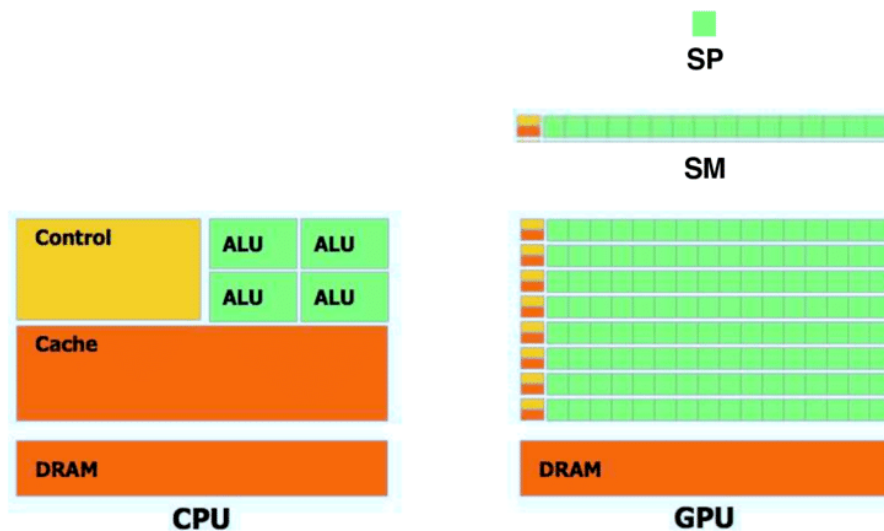 SP
SM
Control
ALU ALU
ALU ALU
Cache
DRAM
CPU
DRAM
GPU